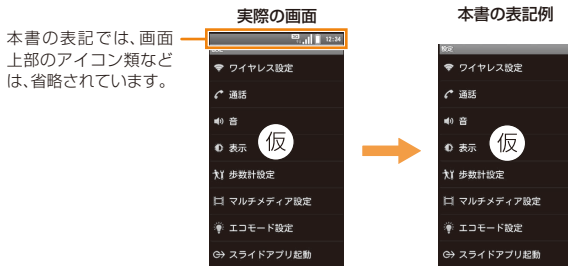 実際の画面
本書の表記例
本書の表記では、画面
上部のアイコン類など
は、省略されています。
12:34
ワイヤレス設定
通話
音
表示
仮
歩数計設定
マルチメディア設定
エコモード設定
スライドアプリ起動
設定
ワイヤレス設定
通話
音
表示
仮
歩数計設定
マルチメディア設定
エコモード設定
スライドアプリ起動